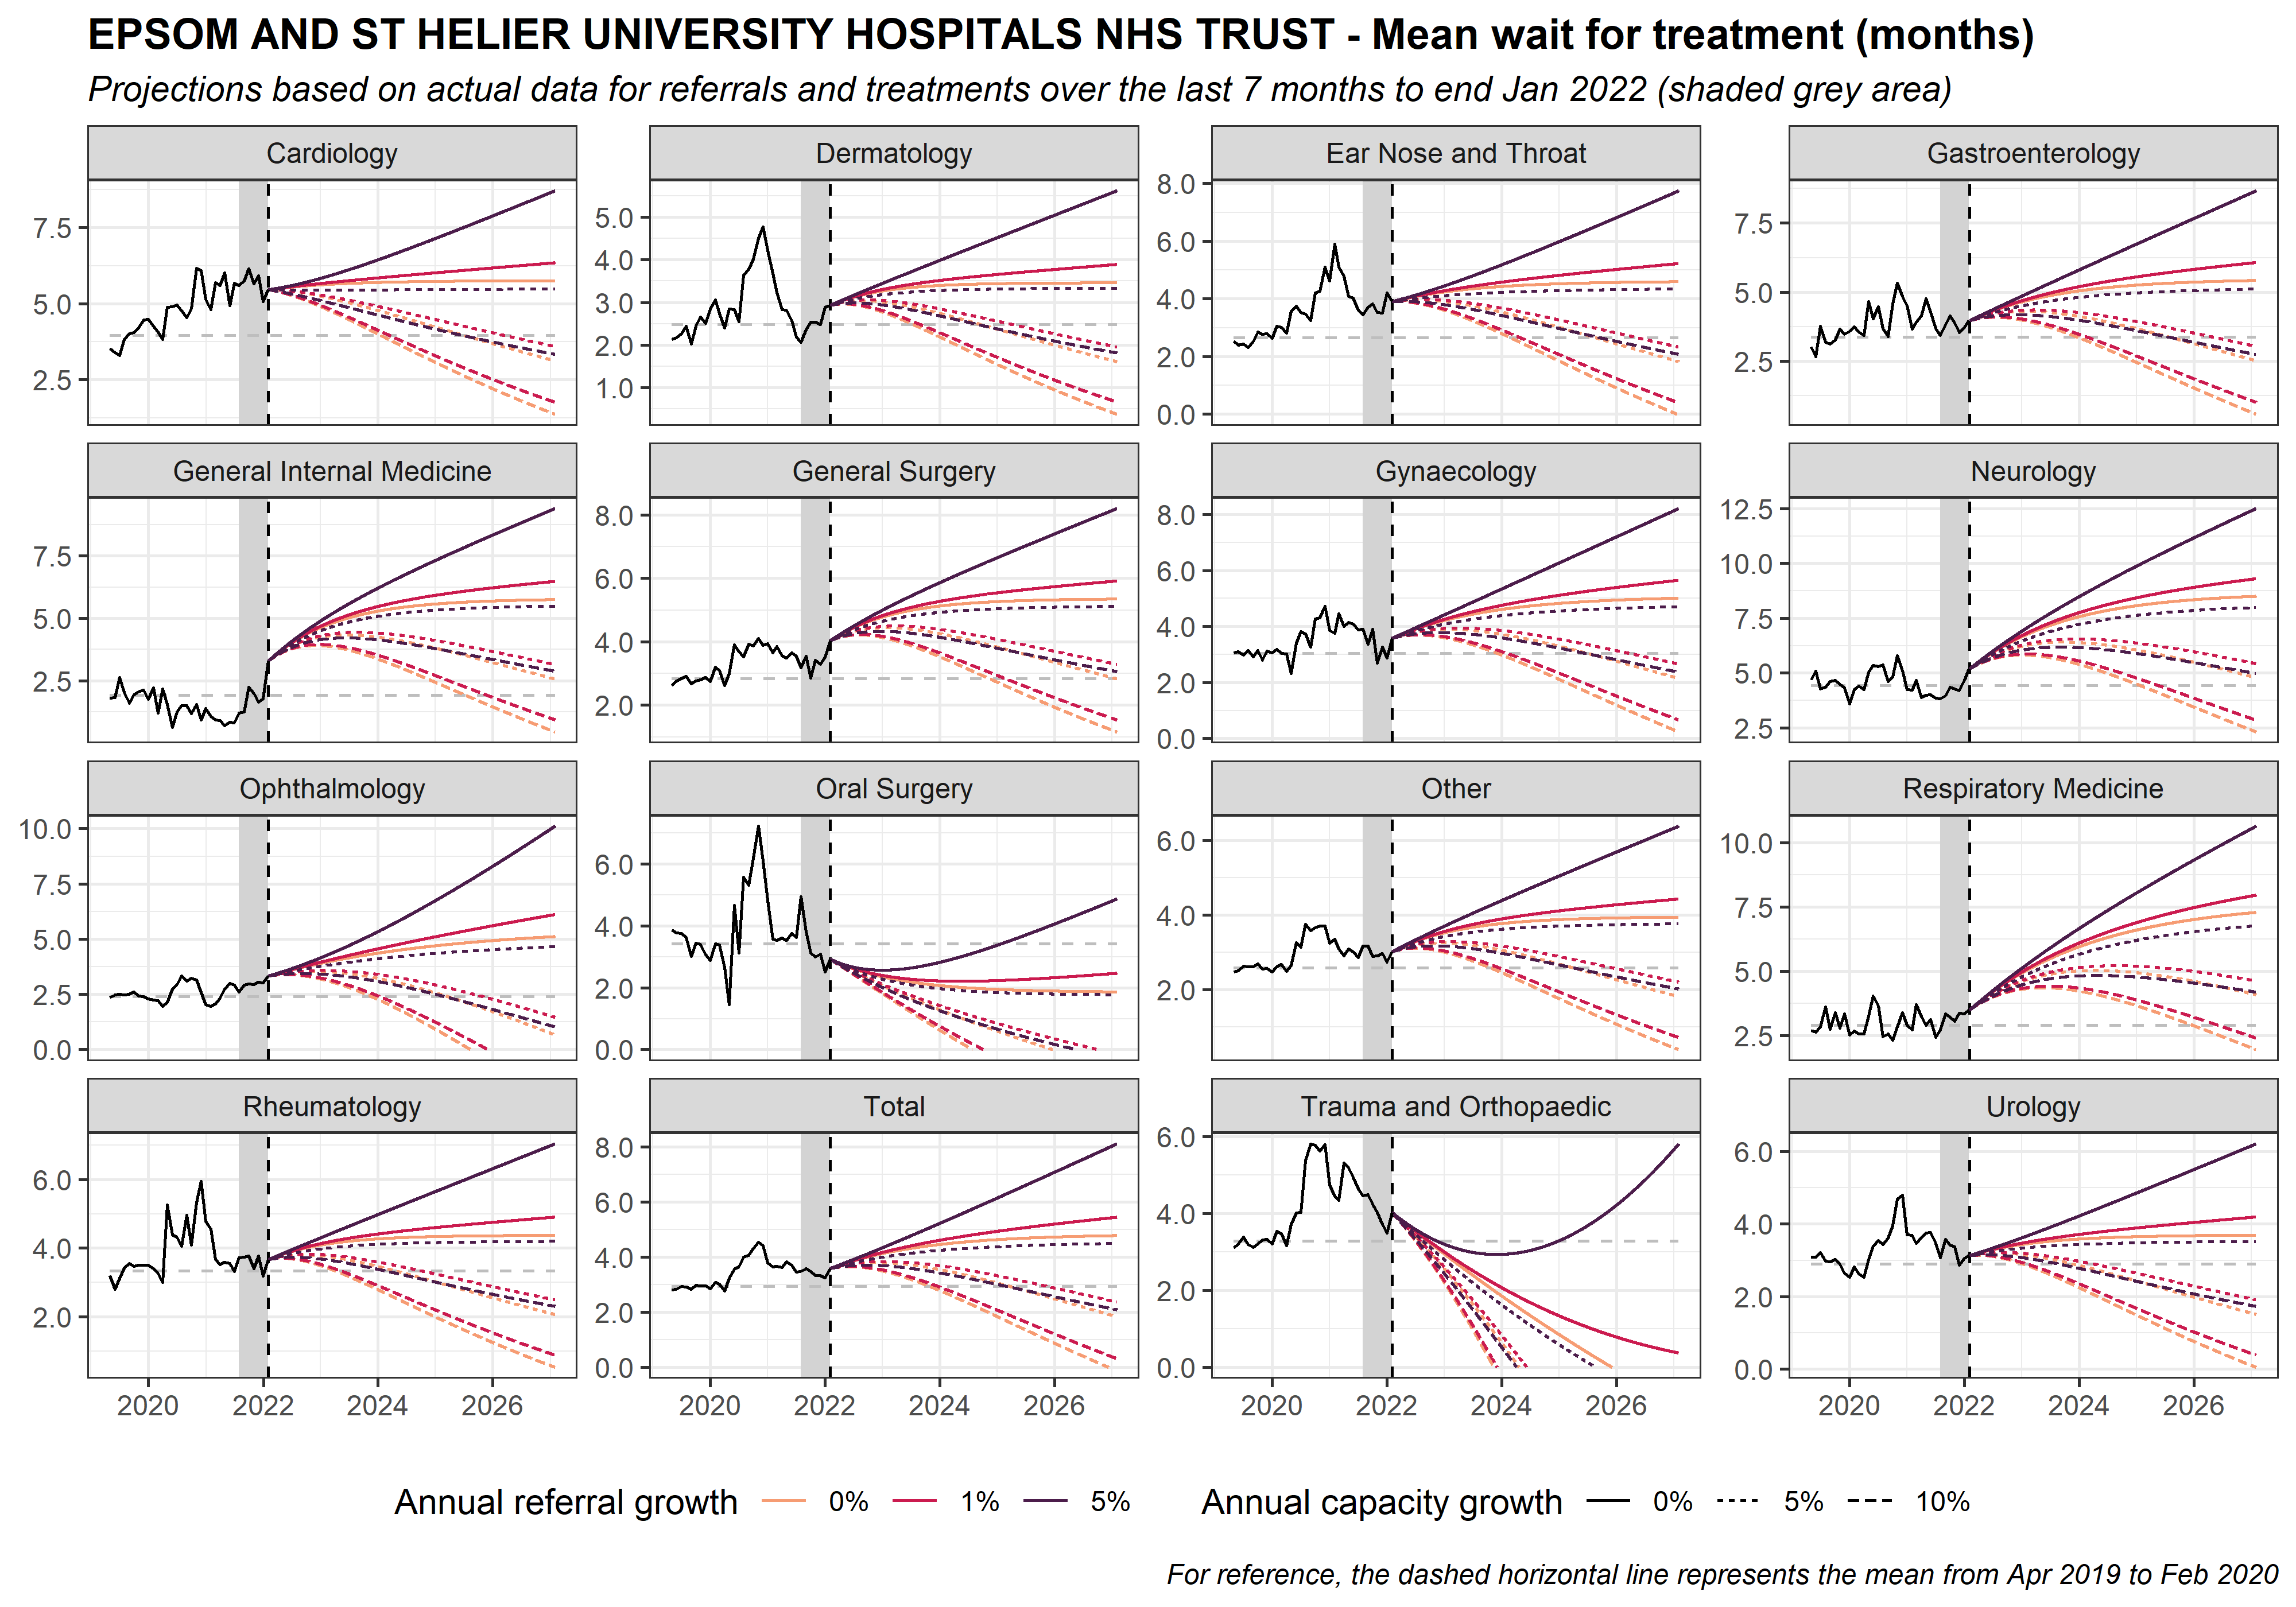 EPSOM AND ST HELIER UNIVERSITY HOSPITALS NHS TRUST - Mean wait for treatment (months)
Projections based on actual data for referrals and treatments over the last 7 months to end Jan 2022 (shaded grey area)
Cardiology
7.5
5.0
2.5
Dermatology
5.0
4.0
3.0
2.0
1.0
Ear Nose and Throat
8.0
6.0
4.0
2.0
0.0
Gastroenterology
7.5
5.0
2.5
General Internal Medicine
7.5
5.0
2.5
General Surgery
8.0
6.0
4.0
2.0
Gynaecology
8.0
6.0
4.0
2.0
0.0
Neurology
12.5
10.0
7.5
5.0
2.5
Ophthalmology
10.0
7.5
5.0
2.5
0.0
Oral Surgery
6.0
4.0
2.0
0.0
Other
6.0
4.0
2.0
Respiratory Medicine
10.0
7.5
5.0
2.5
Rheumatology
6.0
4.0
2.0
2020 2022 2024 2026
Total
8.0
6.0
4.0
2.0
0.0
2020 2022 2024 2026
Trauma and Orthopaedic
6.0
4.0
2.0
0.0
2020 2022 2024 2026
Urology
6.0
4.0
2.0
0.0
2020 2022 2024 2026
Annual referral growth 0% 1% 5% Annual capacity growth 0% 5% 10%
For reference, the dashed horizontal line represents the mean from Apr 2019 to Feb 2020